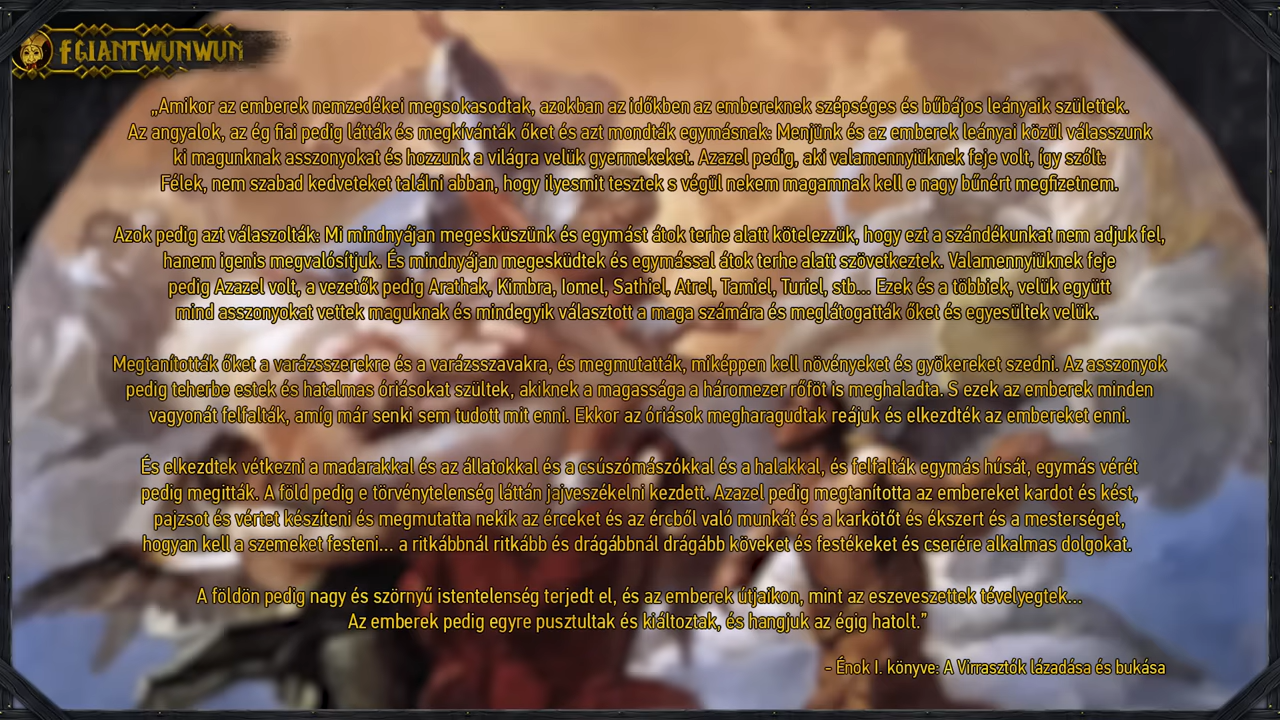 FGIANTWUNWUN
„Amikor az emberek nemzedékei megsokasodtak, azokban az időkben az embereknek szépséges és bűbájos leányaik születtek.
Az angyalok, az ég fiai pedig látták és megkívánták őket és azt mondták egymásnak: Menjünk és az emberek leányai közül válasszunk
ki magunknak asszonyokat és hozzunk a világra velük gyermekeket. Azazel pedig, aki valamennyiüknek feje volt, így szólt:
Félek, nem szabad kedveteket találni abban, hogy ilyesmit tesztek s végül nekem magamnak kell e nagy bűnért megfizetnem.
Azok pedig azt válaszolták: Mi mindnyájan megesküszünk és egymást átok terhe alatt kötelezzük, hogy ezt a szándékunkat nem adjuk fel,
hanem igenis megvalósítjuk. És mindnyájan megesküdtek és egymással átok terhe alatt szövetkeztek. Valamennyiüknek feje
pedig Azazel volt, a vezetők pedig Arathak, Kimbra, Iomel, Sathiel, Atrel, Tamiel, Turiel, stb... Ezek és a többiek, velük együtt
mind asszonyokat vettek maguknak és mindegyik választott a maga számára és meglátogatták őket és egyesültek velük.
Megtanították őket a varázsszerekre és a varázsszavakra, és megmutatták, miképpen kell növényeket és gyökereket szedni. Az asszonyok
pedig teherbe estek és hatalmas óriásokat szültek, akiknek a magassága a háromezer rőföt is meghaladta. S ezek az emberek minden
vagyonát felfalták, amíg már senki sem tudott mit enni. Ekkor az óriások megharagudtak reájuk és elkezdték az embereket enni.
És elkezdtek vétkezni a madarakkal és az állatokkal és a csúszómászókkal és a halakkal, és felfalták egymás húsát, egymás vérét
pedig megitták. A föld pedig e törvénytelenség láttán jajveszékelni kezdett. Azazel pedig megtanította az embereket kardot és kést,
pajzsot és vértet készíteni és megmutatta nekik az érceket és az ércből való munkát és a karkötőt és ékszert és a mesterséget,
hogyan kell a szemeket festeni... a ritkábbnál ritkább és drágábbnál drágább köveket és festékeket és cserére alkalmas dolgokat.
A földön pedig nagy és szörnyű istentelenség terjedt el, és az emberek útjaikon, mint az eszeveszettek tévelyegtek...
Az emberek pedig egyre pusztultak és kiáltoztak, és hangjuk az égig hatolt.”
- Énok I. könyve: A Virrasztók lázadása és bukása